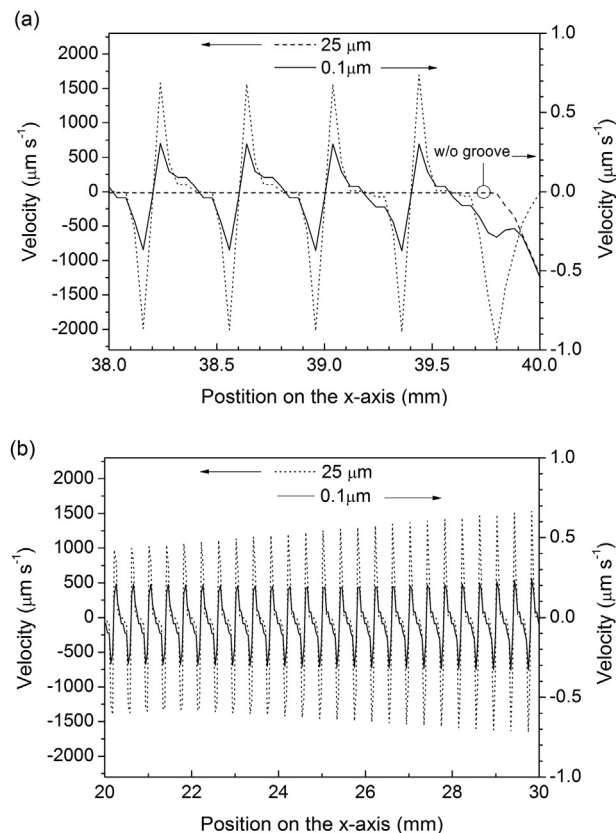 (a)
25 μm
0.1μm
w/o groove
2000
1500
1000
500
0
-500
-1000
-1500
-2000
Velocity (μm s⁻¹)
1.0
0.5
0.0
-0.5
-1.0
Velocity (μm s⁻¹)
38.0 38.5 39.0 39.5 40.0
Postition on the x-axis (mm)
(b)
25 μm
0.1μm
2000
1500
1000
500
0
-500
-1000
-1500
-2000
Velocity (μm s⁻¹)
1.0
0.5
0.0
-0.5
-1.0
Velocity (μm s⁻¹)
20 22 24 26 28 30
Position on the x-axis (mm)